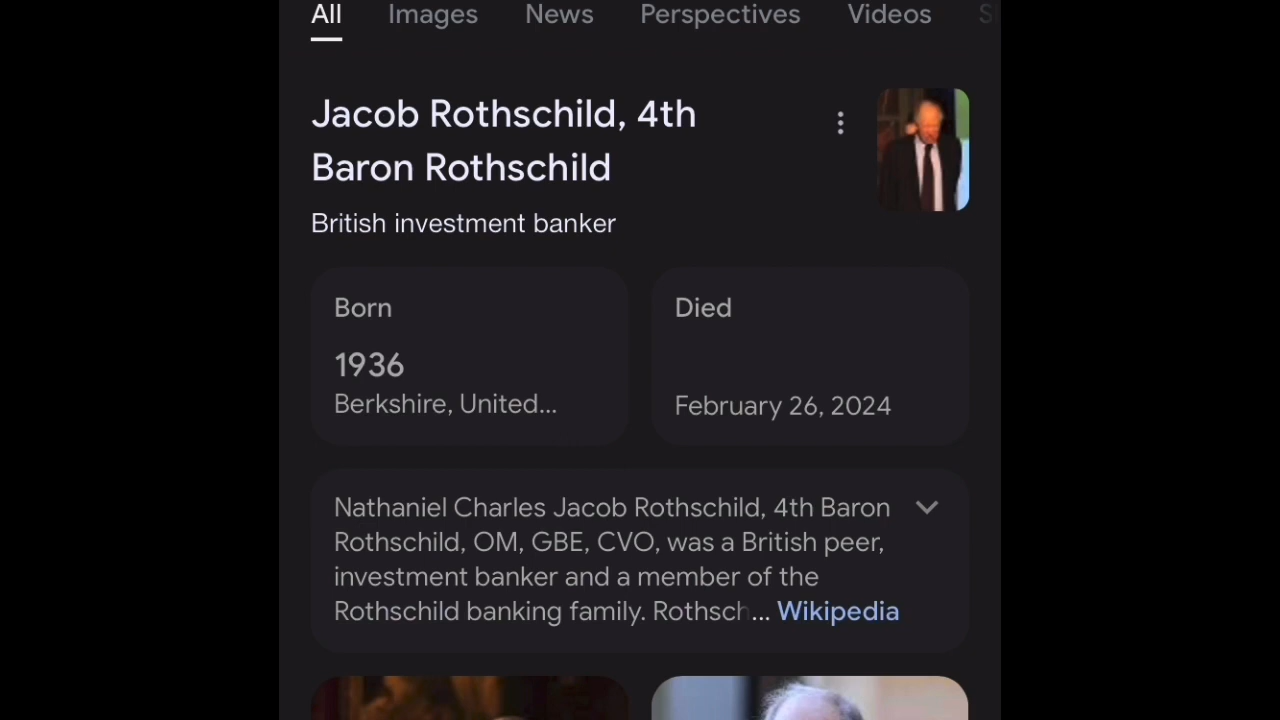 All Images News Perspectives Videos
Jacob Rothschild, 4th
Baron Rothschild
British investment banker
Born
1936
Berkshire, United...
Died
February 26, 2024
Nathaniel Charles Jacob Rothschild, 4th Baron
Rothschild, OM, GBE, CVO, was a British peer,
investment banker and a member of the
Rothschild banking family. Rothsch... Wikipedia